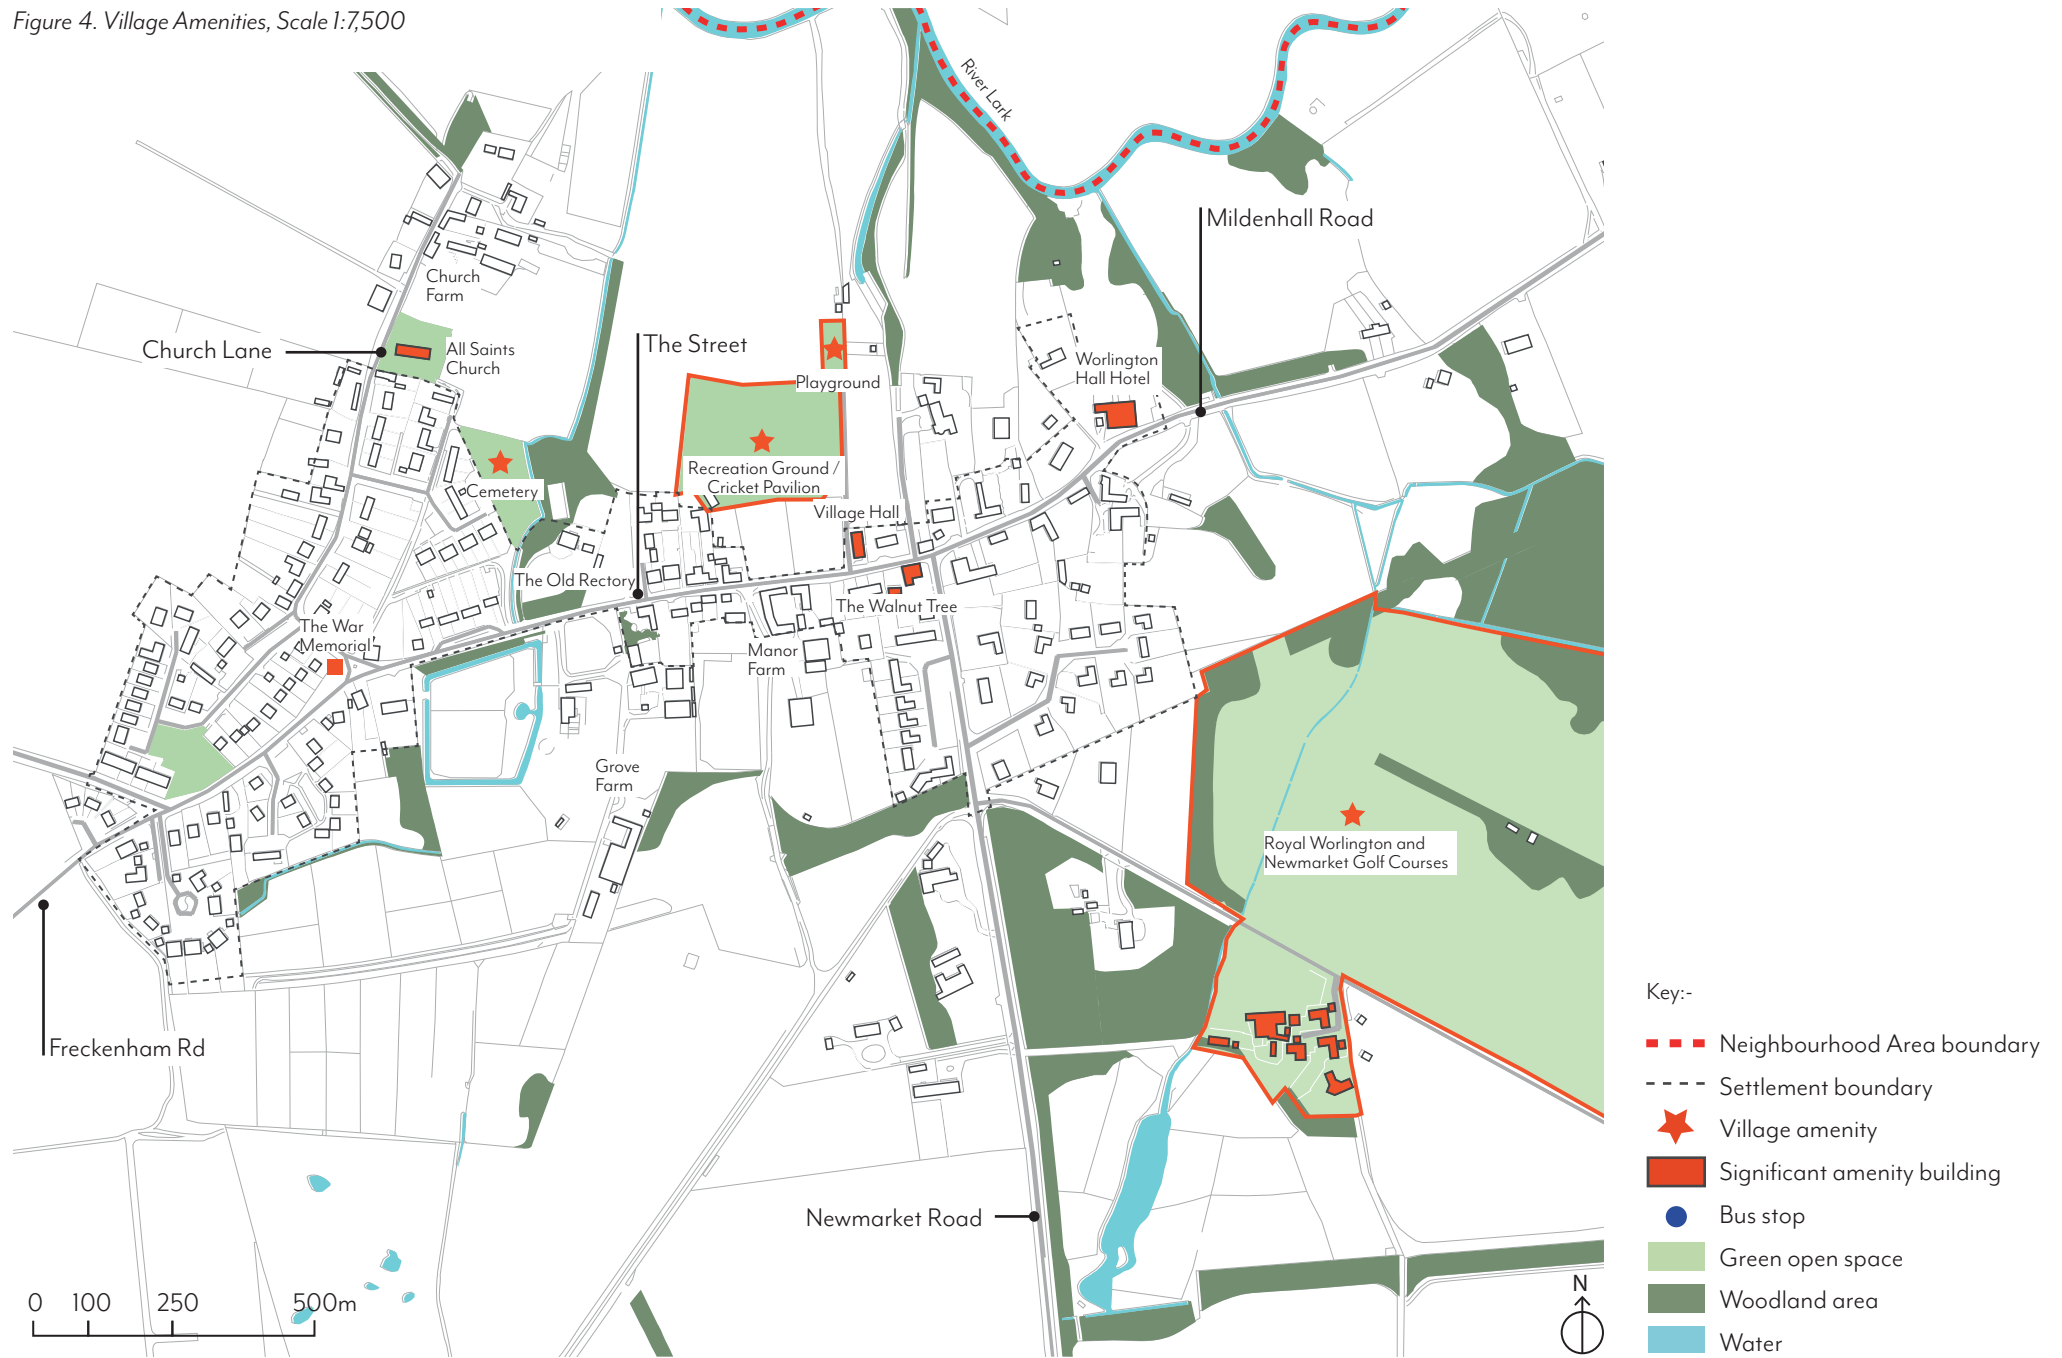 Figure 4. Village Amenities, Scale 1:7,500
River Lark
Mildenhall Road
Church
Farm
Church Lane
All Saints
Church
The Street
Playground
Worlington
Hall Hotel
Recreation Ground /
Cricket Pavilion
Cemetery
Village Hall
The Old Rectory
The Walnut Tree
The War
Memorial
Manor
Farm
Grove
Farm
Royal Worlington and
Newmarket Golf Courses
Freckenham Rd
Newmarket Road
0 100 250 500m
N
Key:-
Neighbourhood Area boundary
Settlement boundary
Village amenity
Significant amenity building
Bus stop
Green open space
Woodland area
Water